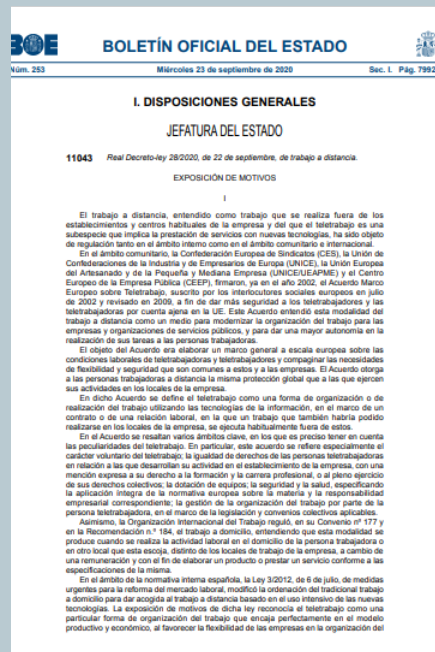 BOE
BOLETÍN OFICIAL DEL ESTADO
Núm. 253 Miércoles 23 de septiembre de 2020 Sec. I. Pág. 7992
I. DISPOSICIONES GENERALES
JEFATURA DEL ESTADO
11043 Real Decreto-ley 28/2020, de 22 de septiembre, de trabajo a distancia.
EXPOSICIÓN DE MOTIVOS
I
El trabajo a distancia, entendido como trabajo que se realiza fuera de los
establecimientos y centros habituales de la empresa y del que el teletrabajo es una
subespecie que implica la prestación de servicios con nuevas tecnologías, ha sido objeto
de regulación tanto en el ámbito interno como en el ámbito comunitario e internacional.
En el ámbito comunitario, la Confederación Europea de Sindicatos (CES), la Unión de
Confederaciones de la Industria y de Empresarios de Europa (UNICE), la Unión Europea
del Artesanado y de la Pequeña y Mediana Empresa (UNICE/UEAPME) y el Centro
Europeo de la Empresa Pública (CEEP), firmaron, ya en el año 2002, el Acuerdo Marco
Europeo sobre Teletrabajo, suscrito por los interlocutores sociales europeos en julio
de 2002 y revisado en 2009, a fin de dar más seguridad a los teletrabajadores y las
teletrabajadoras por cuenta ajena en la UE. Este Acuerdo entendió esta modalidad del
trabajo a distancia como un medio para modernizar la organización del trabajo para las
empresas y organizaciones de servicios públicos, y para dar una mayor autonomía en la
realización de sus tareas a las personas trabajadoras.
El objeto del Acuerdo era elaborar un marco general a escala europea sobre las
condiciones laborales de teletrabajadoras y teletrabajadores y compaginar las necesidades
de flexibilidad y seguridad que son comunes a estos y a las empresas. El Acuerdo otorga
a las personas trabajadoras a distancia la misma protección global que a las que ejercen
sus actividades en los locales de la empresa.
En dicho Acuerdo se define el teletrabajo como una forma de organización o de
realización del trabajo utilizando las tecnologías de la información, en el marco de un
contrato o de una relación laboral, en la que un trabajo que también habría podido
realizarse en los locales de la empresa, se ejecuta habitualmente fuera de estos.
En el Acuerdo se resaltan varios ámbitos clave, en los que es preciso tener en cuenta
las peculiaridades del teletrabajo. En particular, este acuerdo se refiere especialmente el
carácter voluntario del teletrabajo; la igualdad de derechos de las personas teletrabajadoras
en relación a las que desarrollan su actividad en el establecimiento de la empresa, con una
mención expresa a su derecho a la formación y la carrera profesional, o al pleno ejercicio
de sus derechos colectivos; la dotación de equipos; la seguridad y la salud, especificando
la aplicación íntegra de la normativa europea sobre la materia y la responsabilidad
empresarial correspondiente; la gestión de la organización del trabajo por parte de la
persona teletrabajadora, en el marco de la legislación y convenios colectivos aplicables.
Asimismo, la Organización Internacional del Trabajo reguló, en su Convenio nº 177 y
en la Recomendación n.º 184, el trabajo a domicilio, entendiendo que esta modalidad se
produce cuando se realiza la actividad laboral en el domicilio de la persona trabajadora o
en otro local que esta escoja, distinto de los locales de trabajo de la empresa, a cambio de
una remuneración y con el fin de elaborar un producto o prestar un servicio conforme a las
especificaciones de la misma.
En el ámbito de la normativa interna española, la Ley 3/2012, de 6 de julio, de medidas
urgentes para la reforma del mercado laboral, modificó la ordenación del tradicional trabajo
a domicilio para dar acogida al trabajo a distancia basado en el uso intensivo de las nuevas
tecnologías. La exposición de motivos de dicha ley reconocía el teletrabajo como una
particular forma de organización del trabajo que encaja perfectamente en el modelo
productivo y económico, al favorecer la flexibilidad de las empresas en la organización del